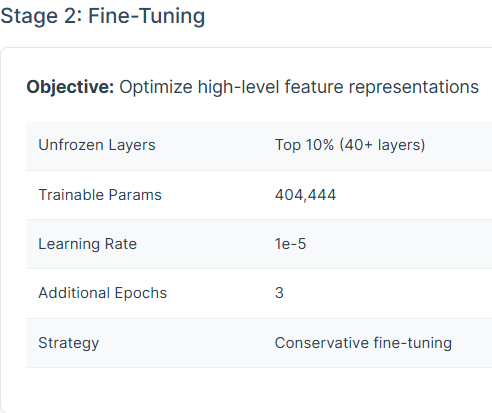 Stage 2: Fine-Tuning
Objective: Optimize high-level feature representations
Unfrozen Layers Top 10% (40+ layers)
Trainable Params 404,444
Learning Rate 1e-5
Additional Epochs 3
Strategy Conservative fine-tuning